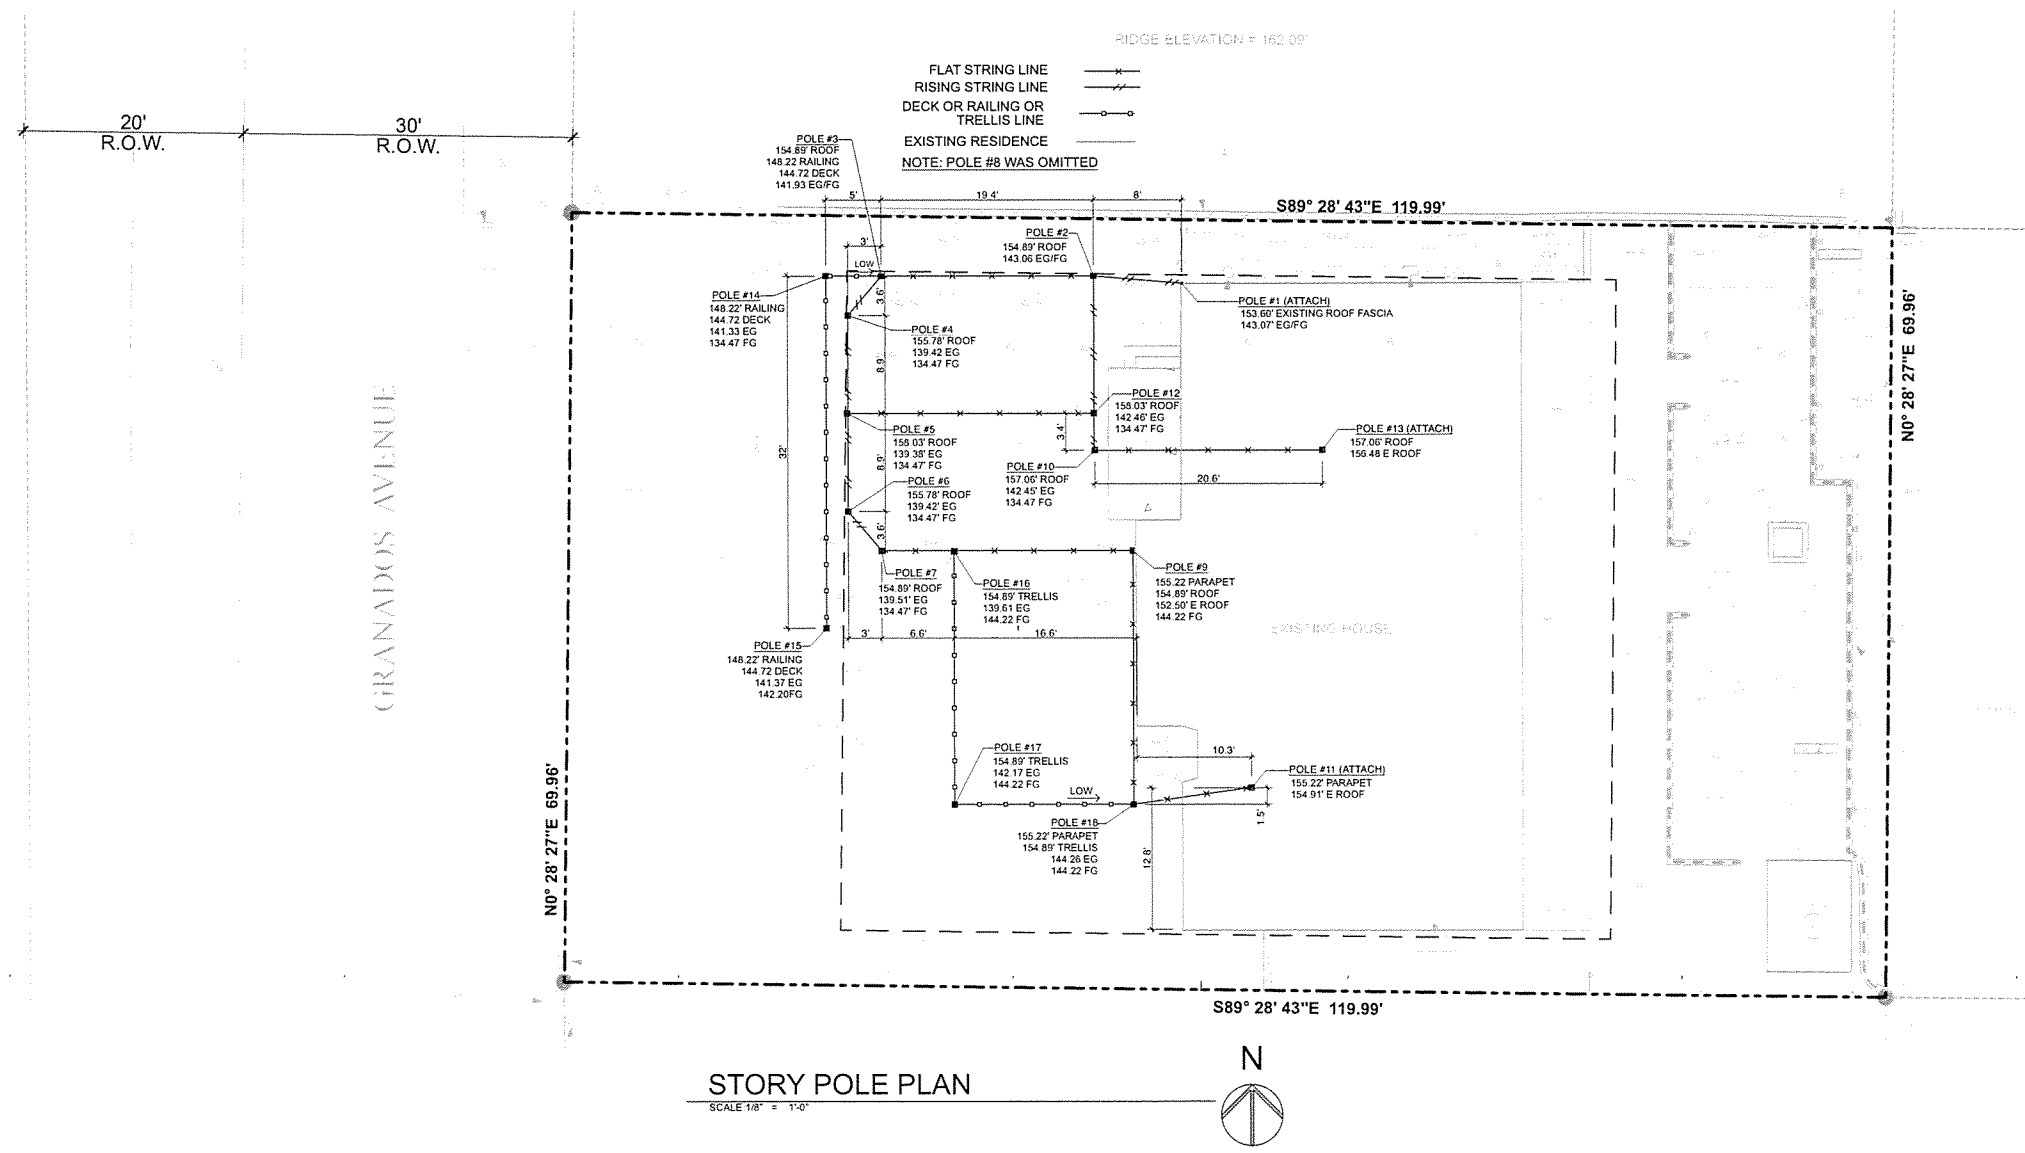 RIDGE ELEVATION = 162.09'
FLAT STRING LINE
RISING STRING LINE
DECK OR RAILING OR
TRELLIS LINE
EXISTING RESIDENCE
NOTE: POLE #8 WAS OMITTED
20'
R.O.W.
30'
R.O.W.
POLE #3
154.89' ROOF
148.22 RAILING
144.72 DECK
141.93 EG/FG
5'
19.4'
8'
S89° 28' 43"E 119.99'
3'
LOW
POLE #2
154.89' ROOF
143.06 EG/FG
POLE #14
148.22' RAILING
144.72 DECK
141.33 EG
134.47 FG
3.6'
POLE #1 (ATTACH)
153.60' EXISTING ROOF FASCIA
143.07' EG/FG
POLE #4
155.78' ROOF
139.42 EG
134.47 FG
8.9'
N0° 28' 27"E 69.96'
GRANADOS AVENUE
POLE #12
158.03' ROOF
142.46' EG
134.47' FG
32'
POLE #5
158.03' ROOF
139.38' EG
134.47' FG
3.4'
POLE #13 (ATTACH)
157.06' ROOF
156.48 E ROOF
8.9'
POLE #10
157.06' ROOF
142.45' EG
134.47 FG
20.6'
POLE #6
155.78' ROOF
139.42' EG
134.47' FG
3.6'
POLE #7
154.89' ROOF
139.51' EG
134.47' FG
POLE #16
154.89' TRELLIS
139.61 EG
144.22 FG
POLE #9
155.22 PARAPET
154.89' ROOF
152.50' E ROOF
144.22 FG
3'
6.6'
16.6'
EXISTING HOUSE
POLE #15
148.22' RAILING
144.72 DECK
141.37 EG
142.20FG
N0° 28' 27"E 69.96'
POLE #17
154.89' TRELLIS
142.17 EG
144.22 FG
10.3'
POLE #11 (ATTACH)
155.22' PARAPET
154.91' E ROOF
LOW
1.5'
POLE #18
155.22' PARAPET
154.89' TRELLIS
144.26 EG
144.22 FG
12.8'
S89° 28' 43"E 119.99'
N
STORY POLE PLAN
SCALE:1/8" = 1'-0"